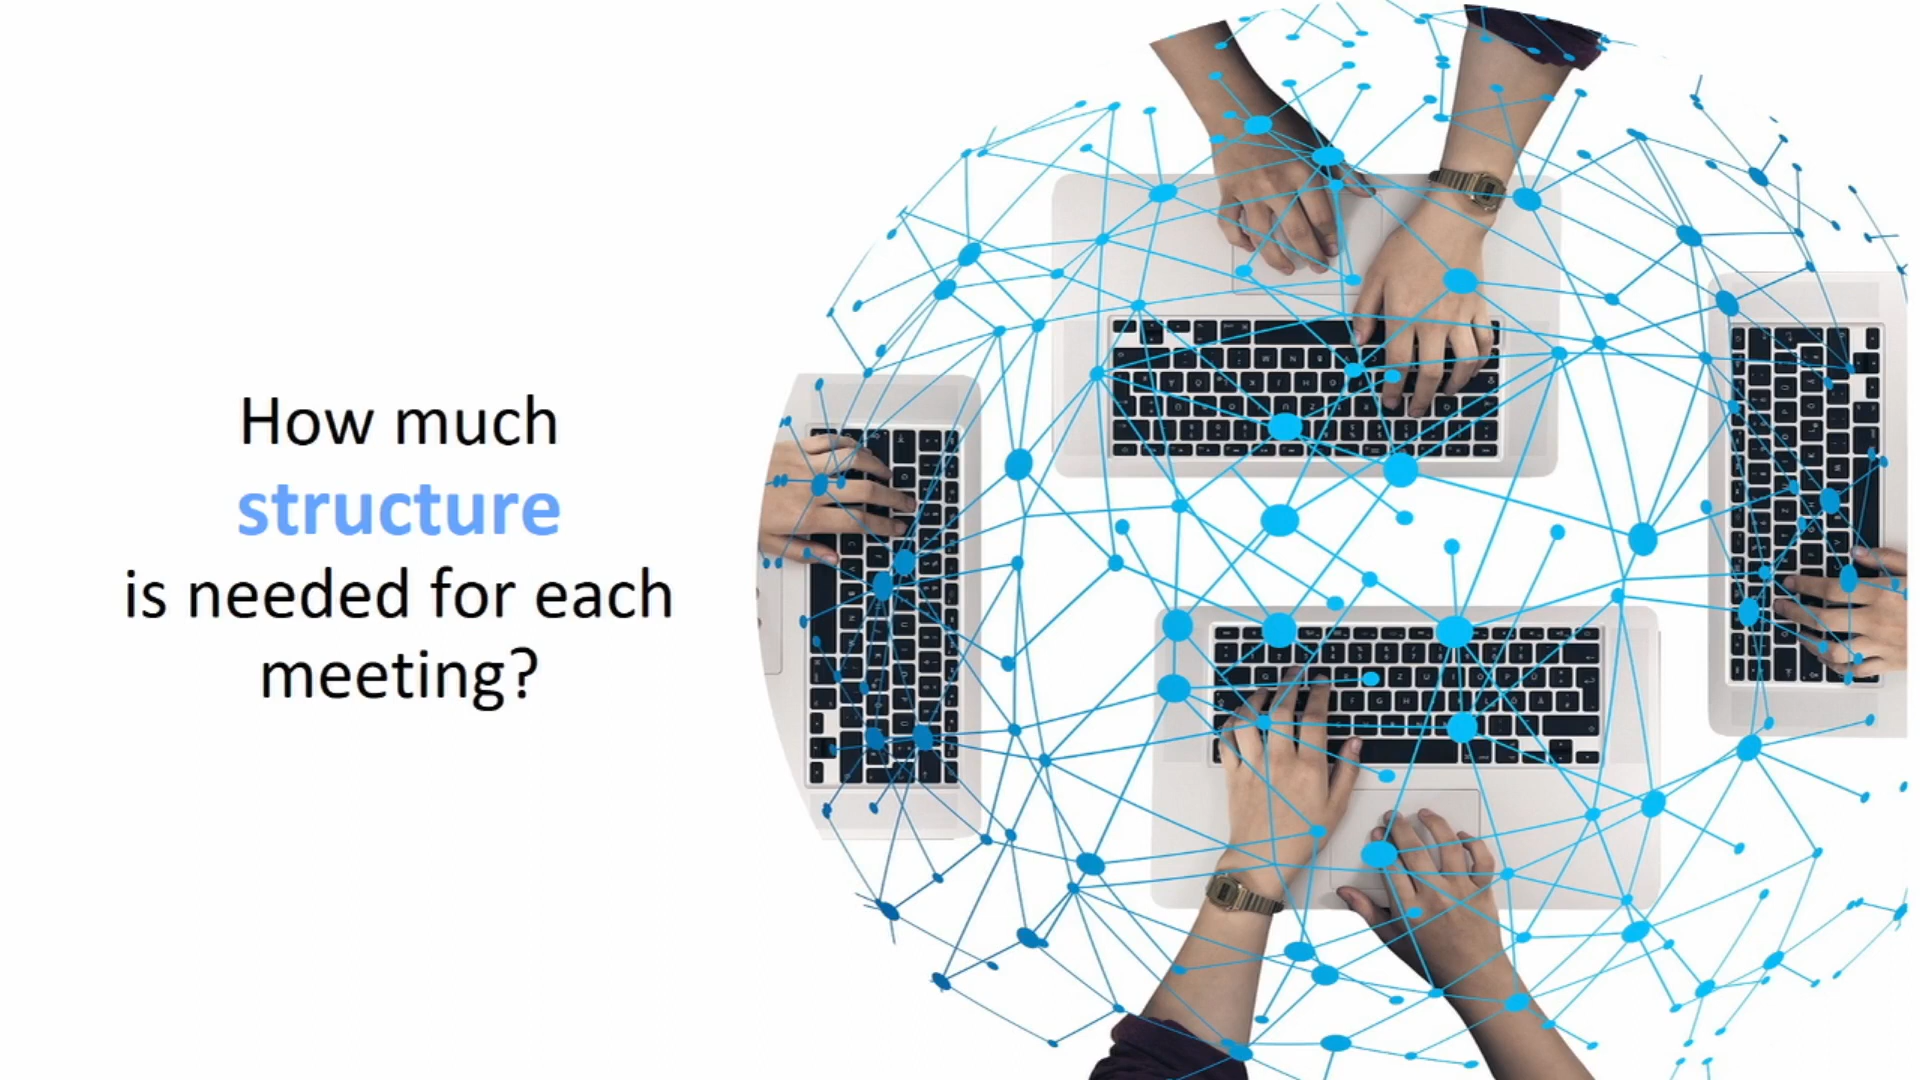 How much
structure
is needed for each
meeting?